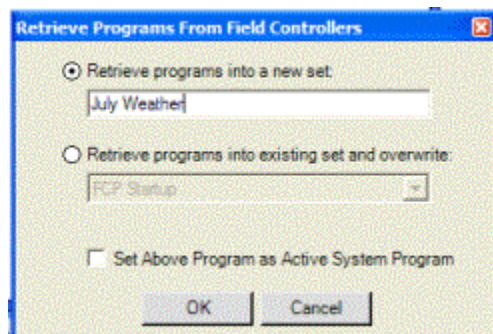 Retrieve Programs From Field Controllers
Retrieve programs into a new set:
July Weather
Retrieve programs into existing set and overwrite:
FCP Startup
Set Above Program as Active System Program
OK Cancel